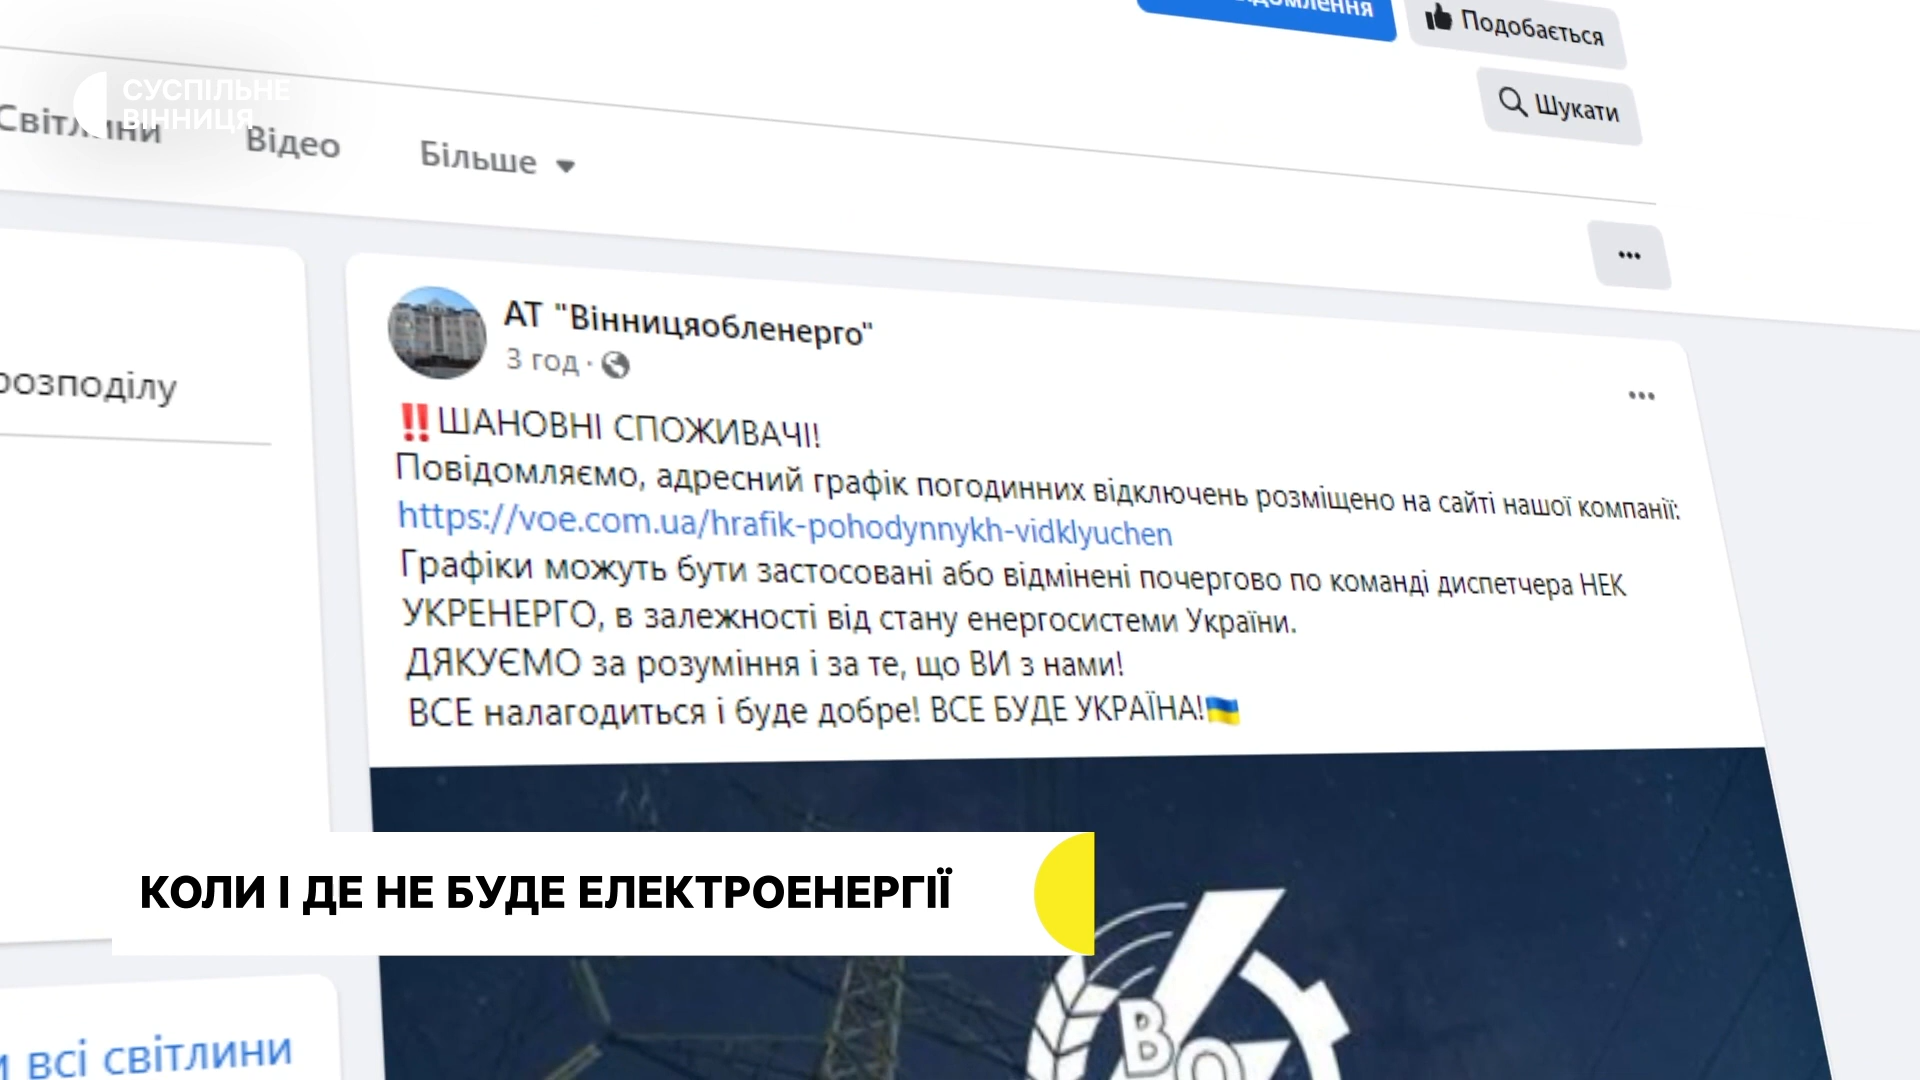 Подобається
Шукати
СУСПІЛЬНЕ
ВІННИЦЯ
Світлини
Відео
Більше
АТ "Вінницяобленерго"
3 год ·
розподілу
‼️ШАНОВНІ СПОЖИВАЧІ!
Повідомляємо, адресний графік погодинних відключень розміщено на сайті нашої компанії:
https://voe.com.ua/hrafik-pohodynnykh-vidklyuchen
Графіки можуть бути застосовані або відмінені почергово по команді диспетчера НЕК
УКРЕНЕРГО, в залежності від стану енергосистеми України.
ДЯКУЄМО за розуміння і за те, що ВИ з нами!
ВСЕ налагодиться і буде добре! ВСЕ БУДЕ УКРАЇНА!🇺🇦
КОЛИ І ДЕ НЕ БУДЕ ЕЛЕКТРОЕНЕРГІЇ
ВО
всі світлини